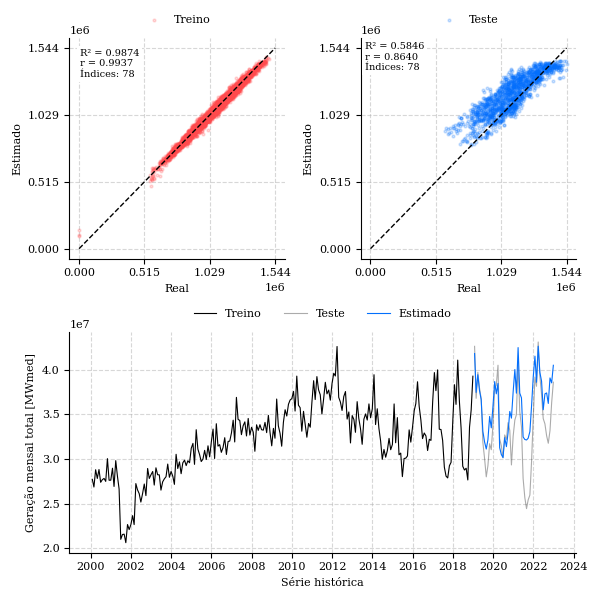 Treino
Teste
1e6
1e6
R² = 0.9874
r = 0.9937
Índices: 78
R² = 0.5846
r = 0.8640
Índices: 78
1.544
1.029
0.515
0.000
Estimado
1.544
1.029
0.515
0.000
Estimado
0.000 0.515 1.029 1.544
1e6
Real
0.000 0.515 1.029 1.544
1e6
Real
Treino Teste Estimado
1e7
4.0
3.5
3.0
2.5
2.0
Geração mensal total [MWmed]
2000 2002 2004 2006 2008 2010 2012 2014 2016 2018 2020 2022 2024
Série histórica